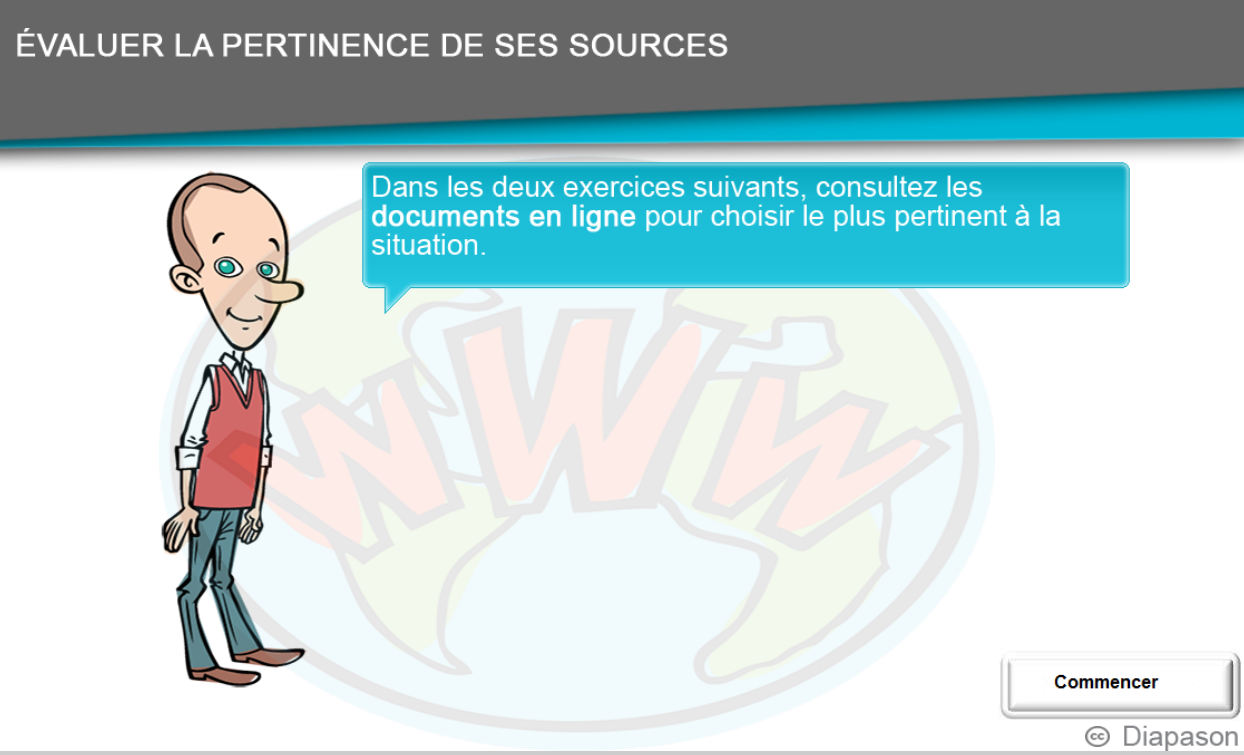 ÉVALUER LA PERTINENCE DE SES SOURCES
Dans les deux exercices suivants, consultez les
documents en ligne pour choisir le plus pertinent à la
situation.
WWW
Commencer
cc Diapason